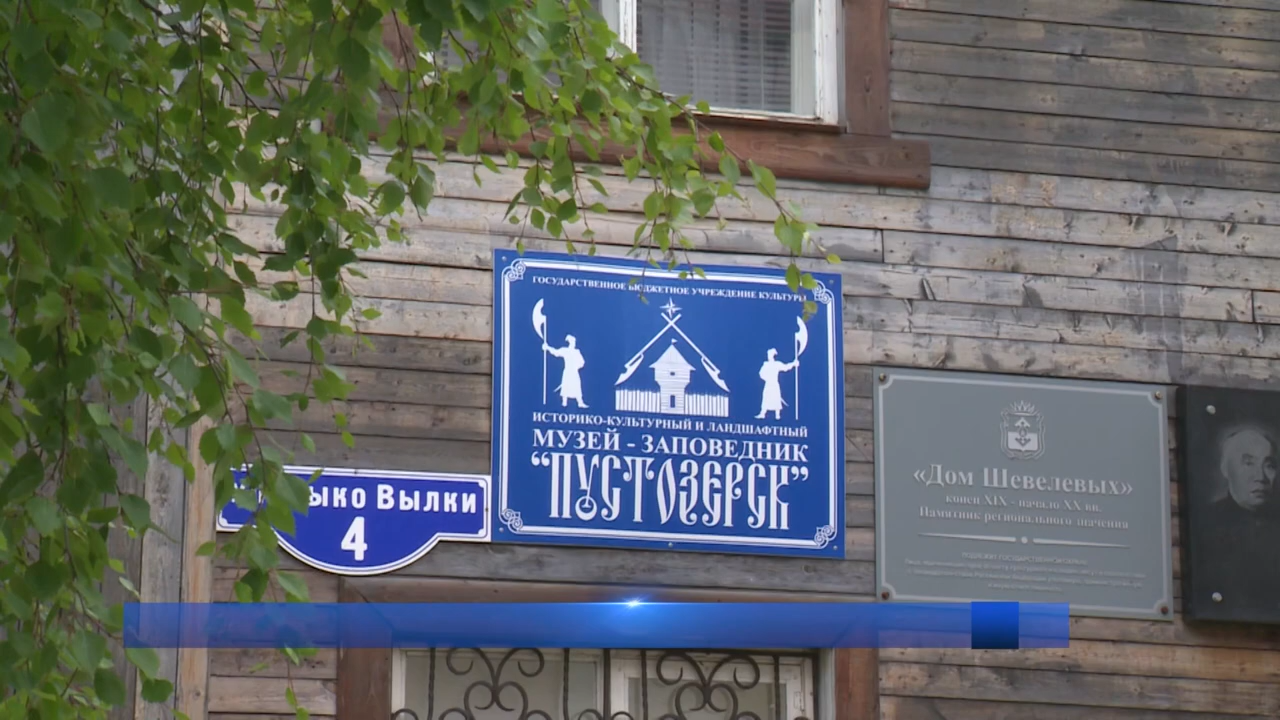 ГОСУДАРСТВЕННОЕ БЮДЖЕТНОЕ УЧРЕЖДЕНИЕ КУЛЬТУРЫ
ИСТОРИКО-КУЛЬТУРНЫЙ И ЛАНДШАФТНЫЙ
МУЗЕЙ - ЗАПОВЕДНИК
“ПУСТОЗЕРСК”
Вылки
4
«Дом Шевелевых»
конец XIX - начало XX вв.
Памятник регионального значения